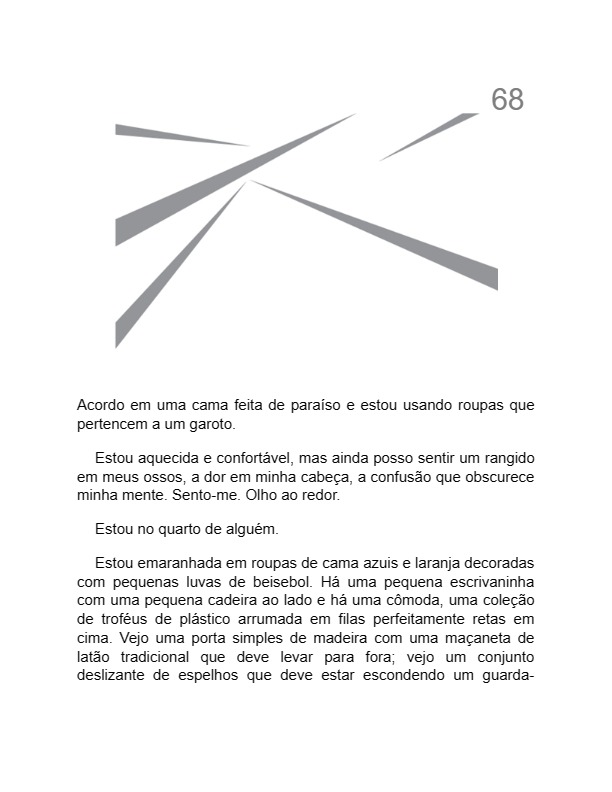 68
Acordo em uma cama feita de paraíso e estou usando roupas que
pertencem a um garoto.
Estou aquecida e confortável, mas ainda posso sentir um rangido
em meus ossos, a dor em minha cabeça, a confusão que obscurece
minha mente. Sento-me. Olho ao redor.
Estou no quarto de alguém.
Estou emaranhada em roupas de cama azuis e laranja decoradas
com pequenas luvas de beisebol. Há uma pequena escrivaninha
com uma pequena cadeira ao lado e há uma cômoda, uma coleção
de troféus de plástico arrumada em filas perfeitamente retas em
cima. Vejo uma porta simples de madeira com uma maçaneta de
latão tradicional que deve levar para fora; vejo um conjunto
deslizante de espelhos que deve estar escondendo um guarda-